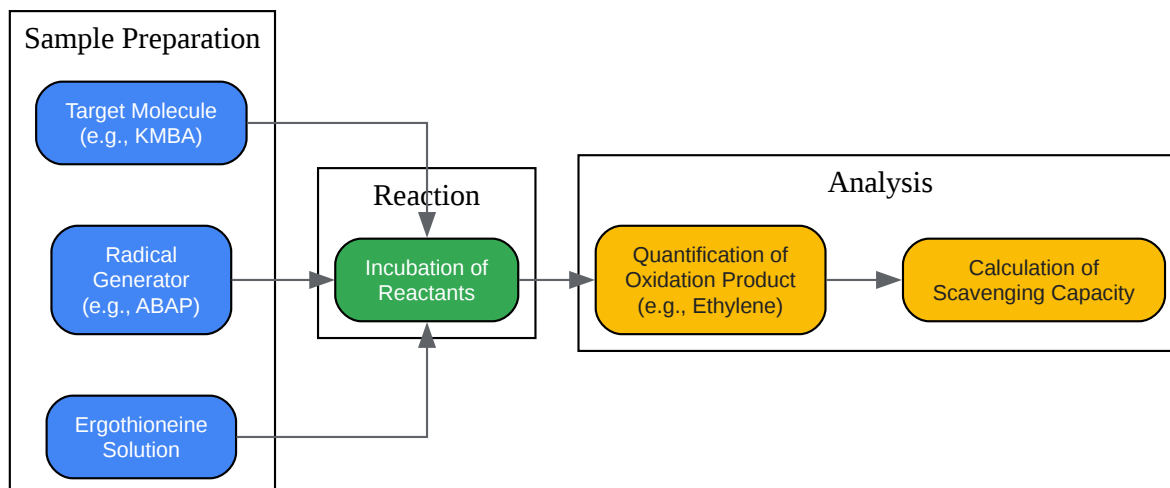 Sample Preparation
Target Molecule
(e.g., KMBA)
Radical
Generator
(e.g., ABAP)
Ergothioneine
Solution
Reaction
Incubation of
Reactants
Analysis
Quantification of
Oxidation Product
(e.g., Ethylene)
Calculation of
Scavenging Capacity